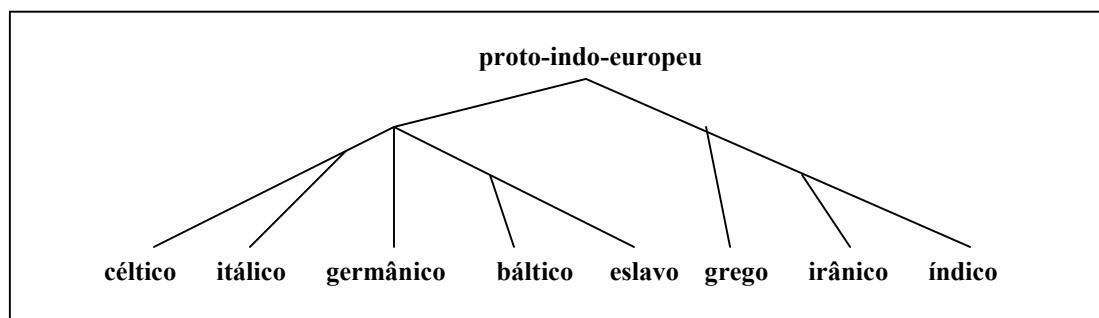 proto-indo-europeu
céltico itálico germânico báltico eslavo grego irânico índico